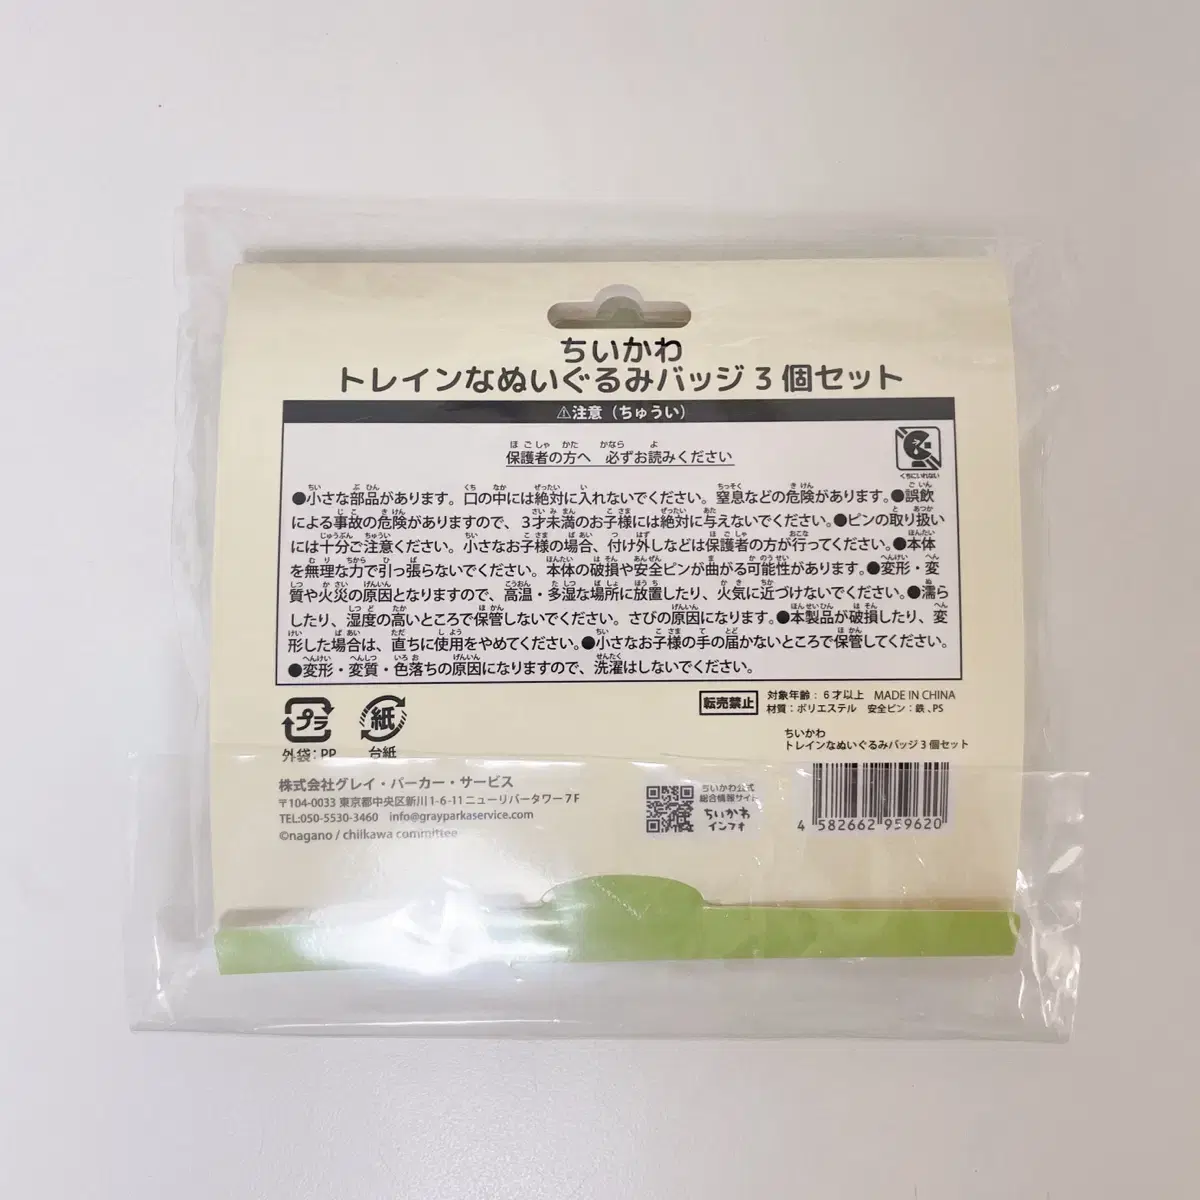 ちいかわ
トレインなぬいぐるみバッジ3個セット
⚠注意（ちゅうい）
保護者の方へ 必ずお読みください
くちにいれない
●小さな部品があります。口の中には絶対に入れないでください。窒息などの危険があります。●誤飲
による事故の危険がありますので、3才未満のお子様には絶対に与えないでください。●ピンの取り扱い
には十分ご注意ください。小さなお子様の場合、付け外しなどは保護者の方が行ってください。●本体
を無理な力で引っ張らないでください。本体の破損や安全ピンが曲がる可能性があります。●変形・変
質や火災の原因となりますので、高温・多湿な場所に放置したり、火気に近づけないでください。●濡ら
したり、湿度の高いところで保管しないでください。さびの原因になります。●本製品が破損したり、変
形した場合は、直ちに使用をやめてください。●小さなお子様の手の届かないところで保管してください。
●変形・変質・色落ちの原因になりますので、洗濯はしないでください。
プラ
外袋：PP
紙
台紙
転売禁止
対象年齢：6才以上 MADE IN CHINA
材質：ポリエステル 安全ピン：鉄、PS
ちいかわ
トレインなぬいぐるみバッジ3個セット
株式会社グレイ・パーカー・サービス
〒104-0033 東京都中央区新川1-6-11ニューリバータワー7F
TEL:050-5530-3460 info@grayparkaservice.com
©nagano / chiikawa committee
ちいかわ公式
総合情報サイト
ちいかわ
インフォ
4 582662 959620